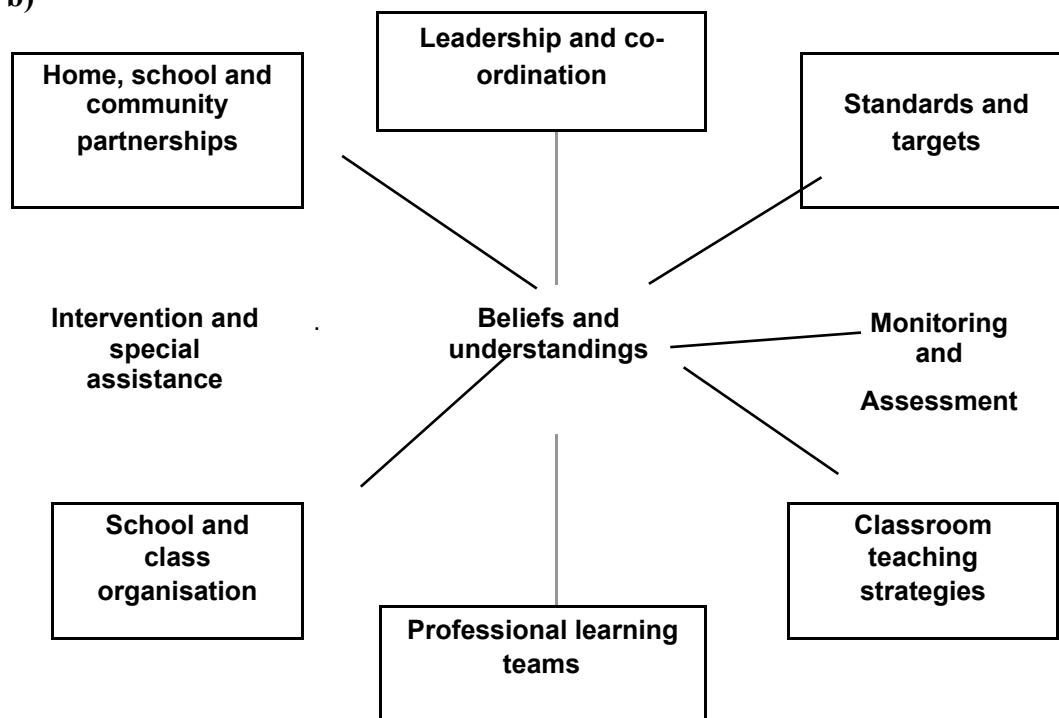 b)
Leadership and co-
ordination
Home, school and
community
partnerships
Standards and
targets
Intervention and
special
assistance
Beliefs and
understandings
Monitoring
and
Assessment
School and
class
organisation
Classroom
teaching
strategies
Professional learning
teams